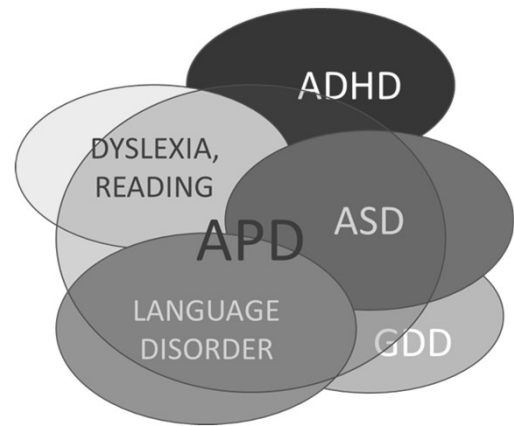 ADHD
DYSLEXIA,
READING
ASD
APD
LANGUAGE
DISORDER
GDD